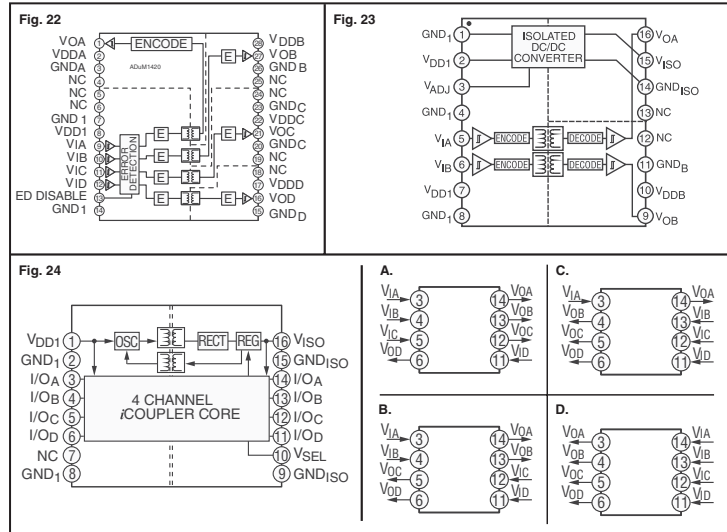 Fig. 22
VOA 1 ENCODE 28 VDDB
VDDA 2 ADuM1420 E 27 VOB
GNDA 3 26 GNDB
NC 4 25 NC
NC 5 24 NC
NC 6 23 GNDC
GND1 7 22 VDDC
VDD1 8 E E 21 VOC
VIA 9 20 GNDC
VIB 10 E 19 NC
VIC 11 E 18 NC
VID 12 17 VDDD
ERROR DETECTION
ED DISABLE 13 E E 16 VOD
GND1 14 15 GNDD
Fig. 23
GND1 1 ISOLATED 16 VOA
DC/DC
CONVERTER
VDD1 2 15 VISO
VADJ 3 14 GNDISO
GND1 4 13 NC
VIA 5 ENCODE DECODE 12 NC
VIB 6 ENCODE DECODE 11 GNDB
VDD1 7 10 VDDB
GND1 8 9 VOB
Fig. 24
VDD1 1 OSC RECT REG 16 VISO
GND1 2 15 GNDISO
I/OA 3 14 I/OA
I/OB 4 4 CHANNEL 13 I/OB
I/OC 5 iCOUPLER CORE 12 I/OC
I/OD 6 11 I/OD
NC 7 10 VSEL
GND1 8 9 GNDISO
A.
VIA 3 14 VOA
VIB 4 13 VOB
VIC 5 12 VOC
VOD 6 11 VID
C.
VIA 3 14 VOA
VOB 4 13 VIB
VOC 5 12 VIC
VOD 6 11 VID
B.
VIA 3 14 VOA
VIB 4 13 VOB
VOC 5 12 VIC
VOD 6 11 VID
D.
VOA 3 14 VIA
VOB 4 13 VIB
VOC 5 12 VIC
VOD 6 11 VID